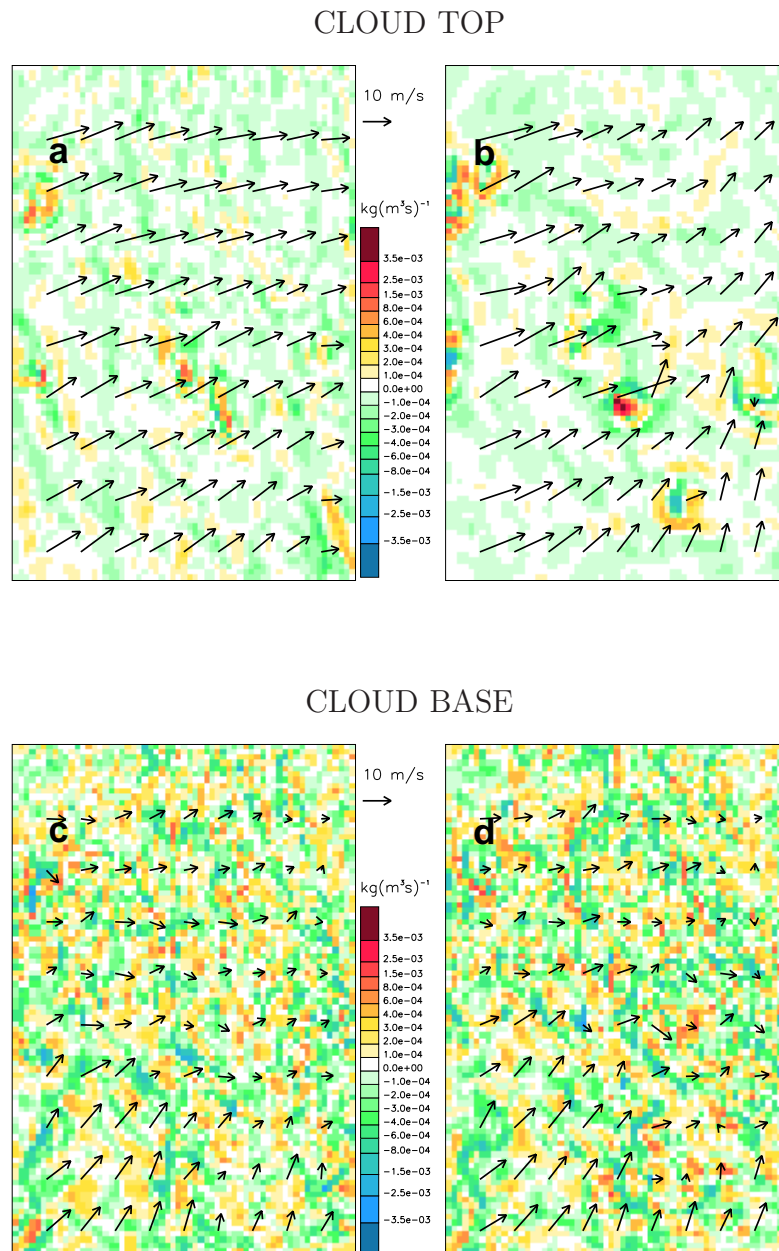 CLOUD TOP
a
10 m/s
kg(m³s)⁻¹
3.5e−03
2.5e−03
1.5e−03
8.0e−04
6.0e−04
4.0e−04
3.0e−04
2.0e−04
1.0e−04
0.0e+00
−1.0e−04
−2.0e−04
−3.0e−04
−4.0e−04
−6.0e−04
−8.0e−04
−1.5e−03
−2.5e−03
−3.5e−03
b
CLOUD BASE
c
10 m/s
kg(m³s)⁻¹
3.5e−03
2.5e−03
1.5e−03
8.0e−04
6.0e−04
4.0e−04
3.0e−04
2.0e−04
1.0e−04
0.0e+00
−1.0e−04
−2.0e−04
−3.0e−04
−4.0e−04
−6.0e−04
−8.0e−04
−1.5e−03
−2.5e−03
−3.5e−03
d